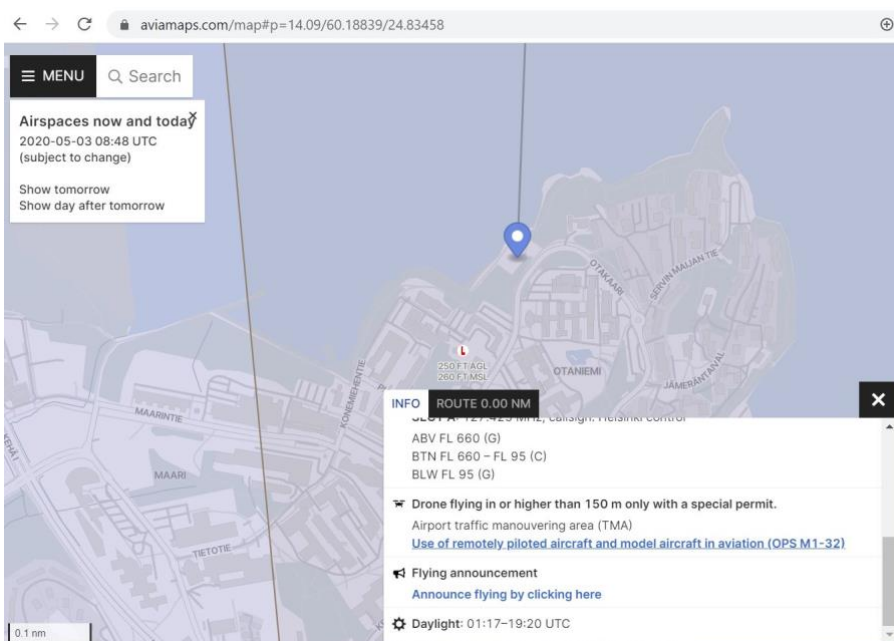 aviamaps.com/map#p=14.09/60.18839/24.83458
MENU
Search
Airspaces now and today
2020-05-03 08:48 UTC
(subject to change)
Show tomorrow
Show day after tomorrow
OTAKAARI
SERVIN MAIJAN TIE
250 FT AGL
260 FT MSL
OTANIEMI
JÄMERÄNTAIVAL
KONEMIEHENTIE
MAARINTIE
KEHÄ I
MAARI
TIETOTIE
0.1 nm
INFO
ROUTE 0.00 NM
ABV FL 660 (G)
BTN FL 660 – FL 95 (C)
BLW FL 95 (G)
Drone flying in or higher than 150 m only with a special permit.
Airport traffic manouvering area (TMA)
Use of remotely piloted aircraft and model aircraft in aviation (OPS M1-32)
Flying announcement
Announce flying by clicking here
Daylight: 01:17–19:20 UTC